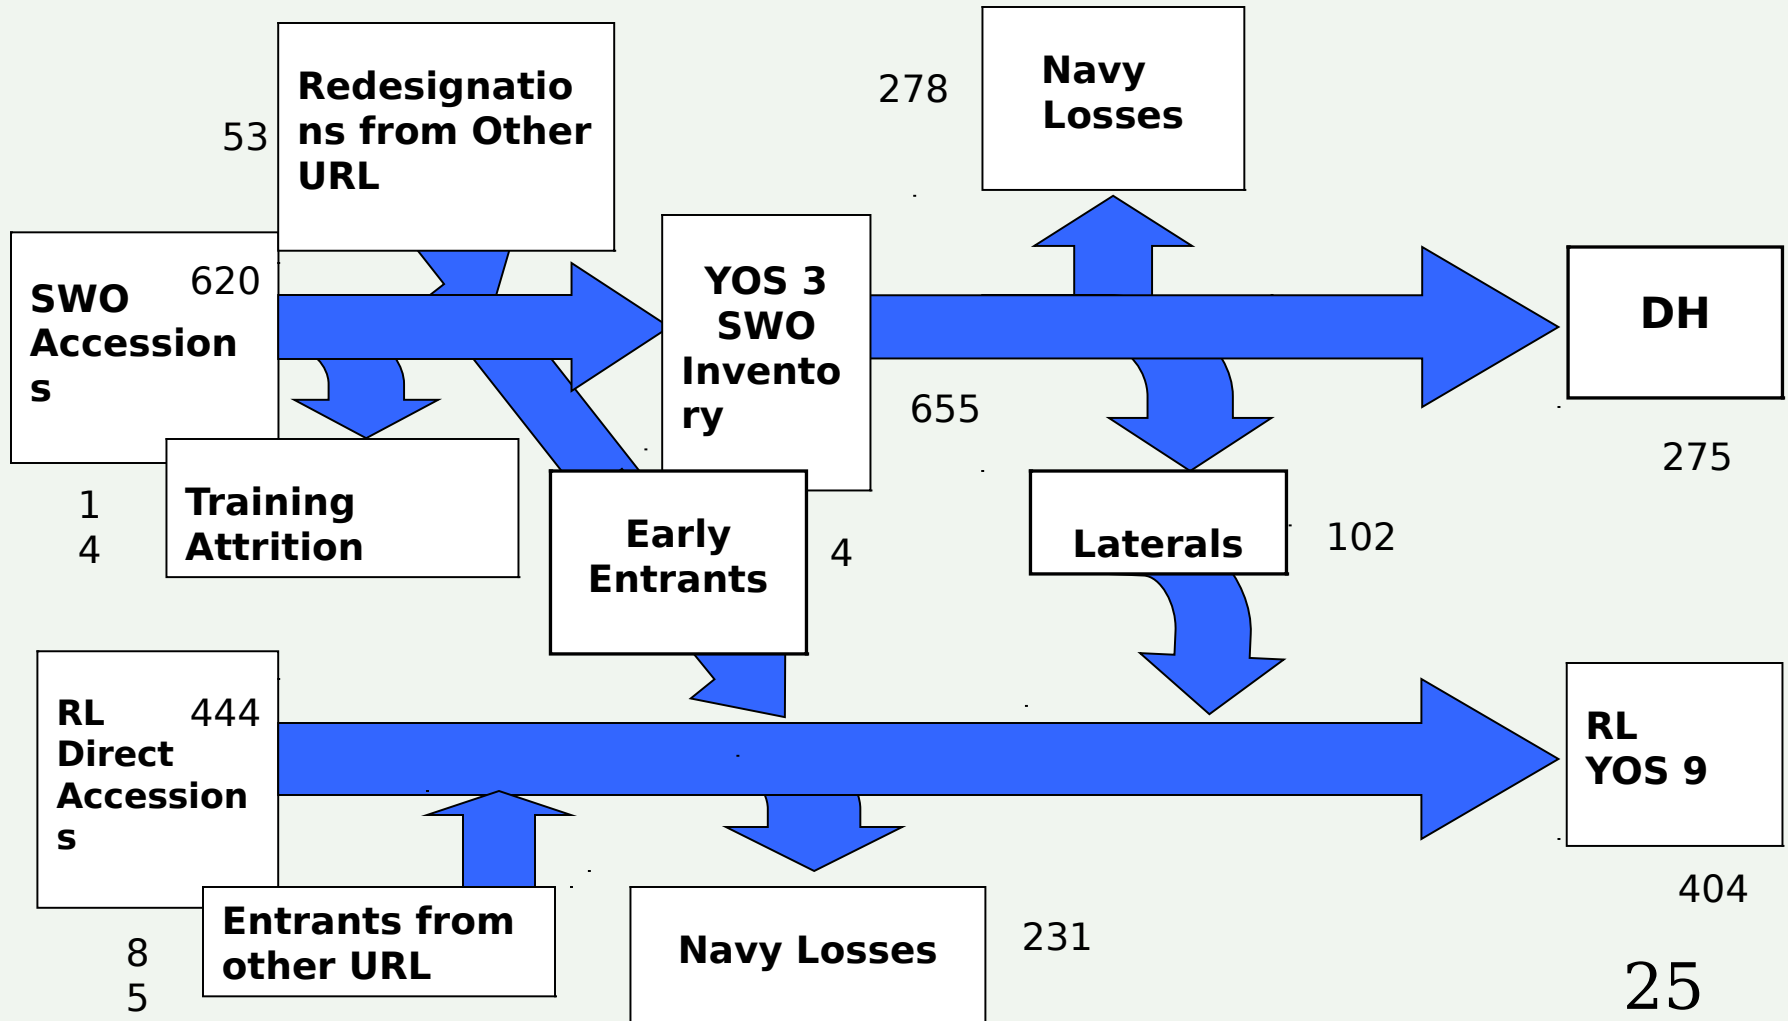 53
Redesignatio
ns from Other
URL
278
Navy
Losses
SWO
Accession
s
620
YOS 3
SWO
Invento
ry
655
DH
275
1
4
Training
Attrition
Early
Entrants
4
Laterals
102
RL
Direct
Accession
s
444
RL
YOS 9
404
8
5
Entrants from
other URL
Navy Losses
231
25